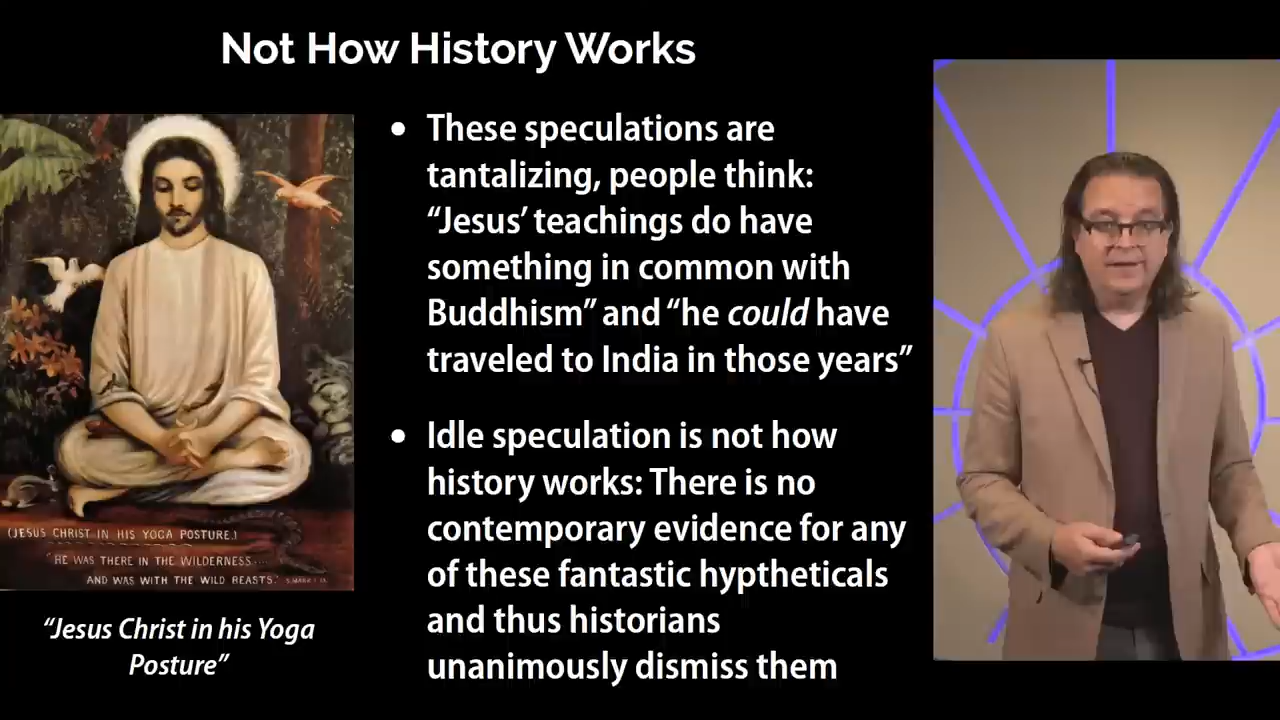 Not How History Works
• These speculations are
tantalizing, people think:
“Jesus’ teachings do have
something in common with
Buddhism” and “he could have
traveled to India in those years”
• Idle speculation is not how
history works: There is no
contemporary evidence for any
of these fantastic hyptheticals
and thus historians
unanimously dismiss them
(JESUS CHRIST IN HIS YOGA POSTURE.)
"HE WAS THERE IN THE WILDERNESS....
AND WAS WITH THE WILD BEASTS."
“Jesus Christ in his Yoga
Posture”